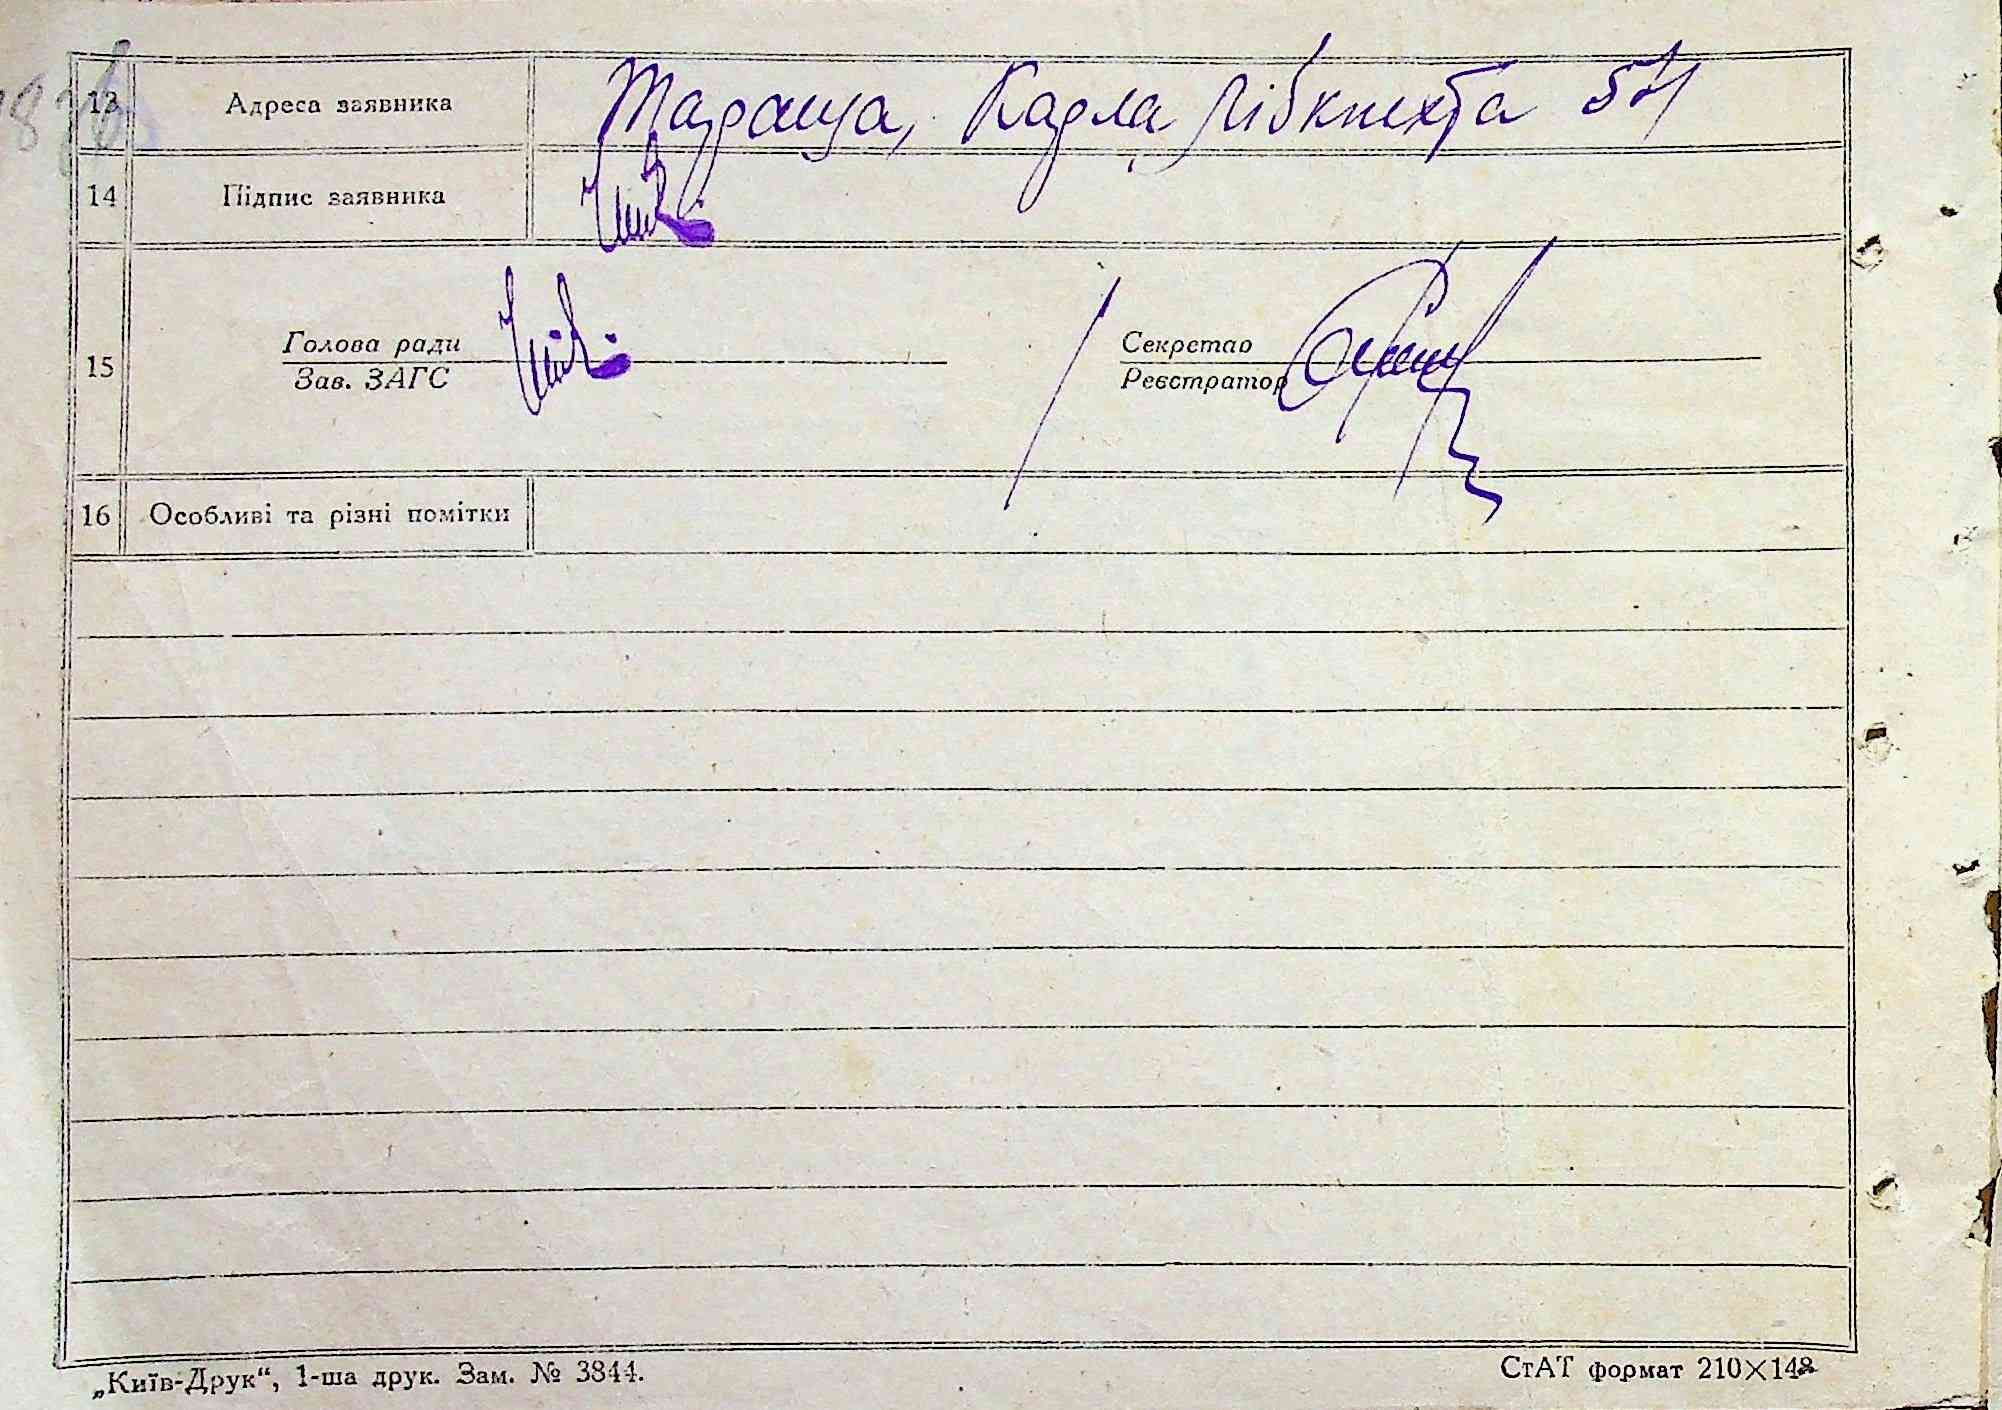 13 Адреса заявника Тараща, Карла Лібкнехта 54
14 Підпис заявника
15 Голова ради Секретар
Зав. ЗАГС Реєстратор
16 Особливі та різні помітки
„Київ-Друк“, 1-ша друк. Зам. № 3844. СтАТ формат 210×148